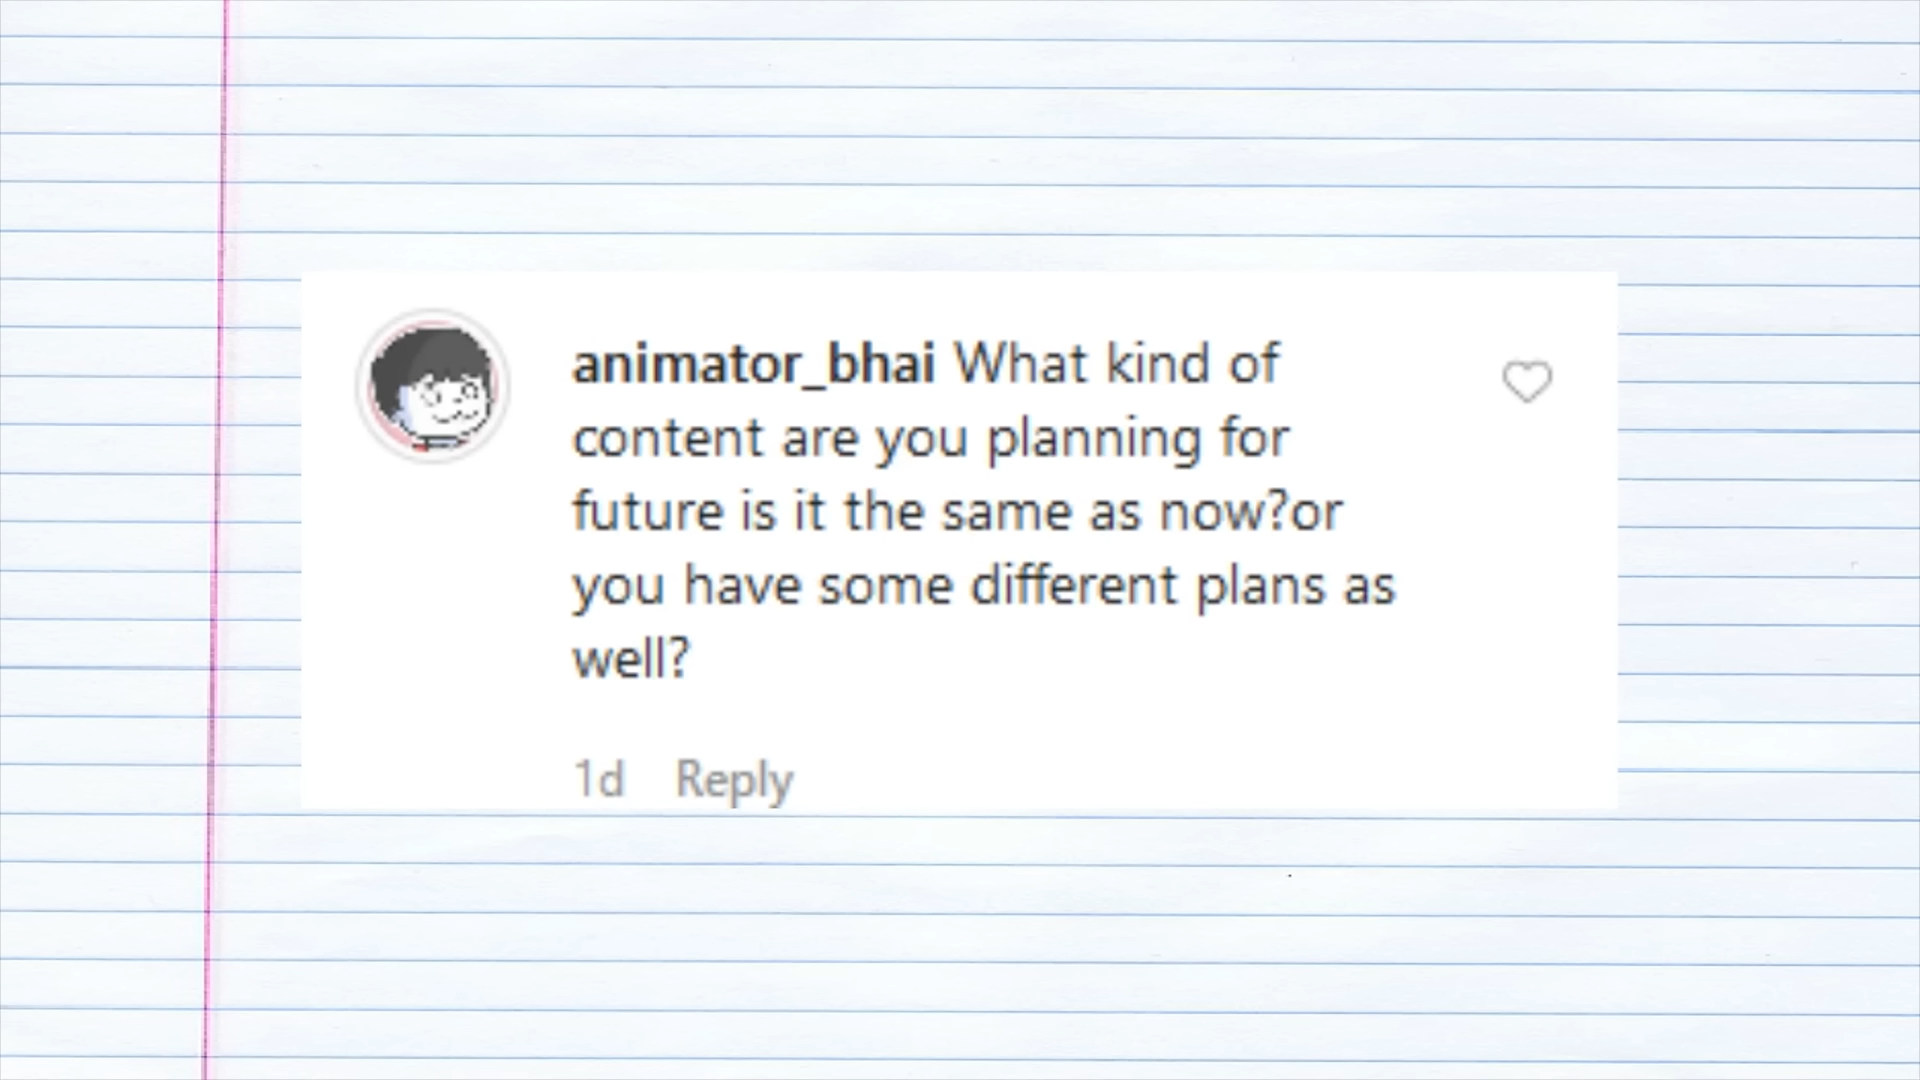 animator_bhai What kind of
content are you planning for
future is it the same as now?or
you have some different plans as
well?
1d Reply